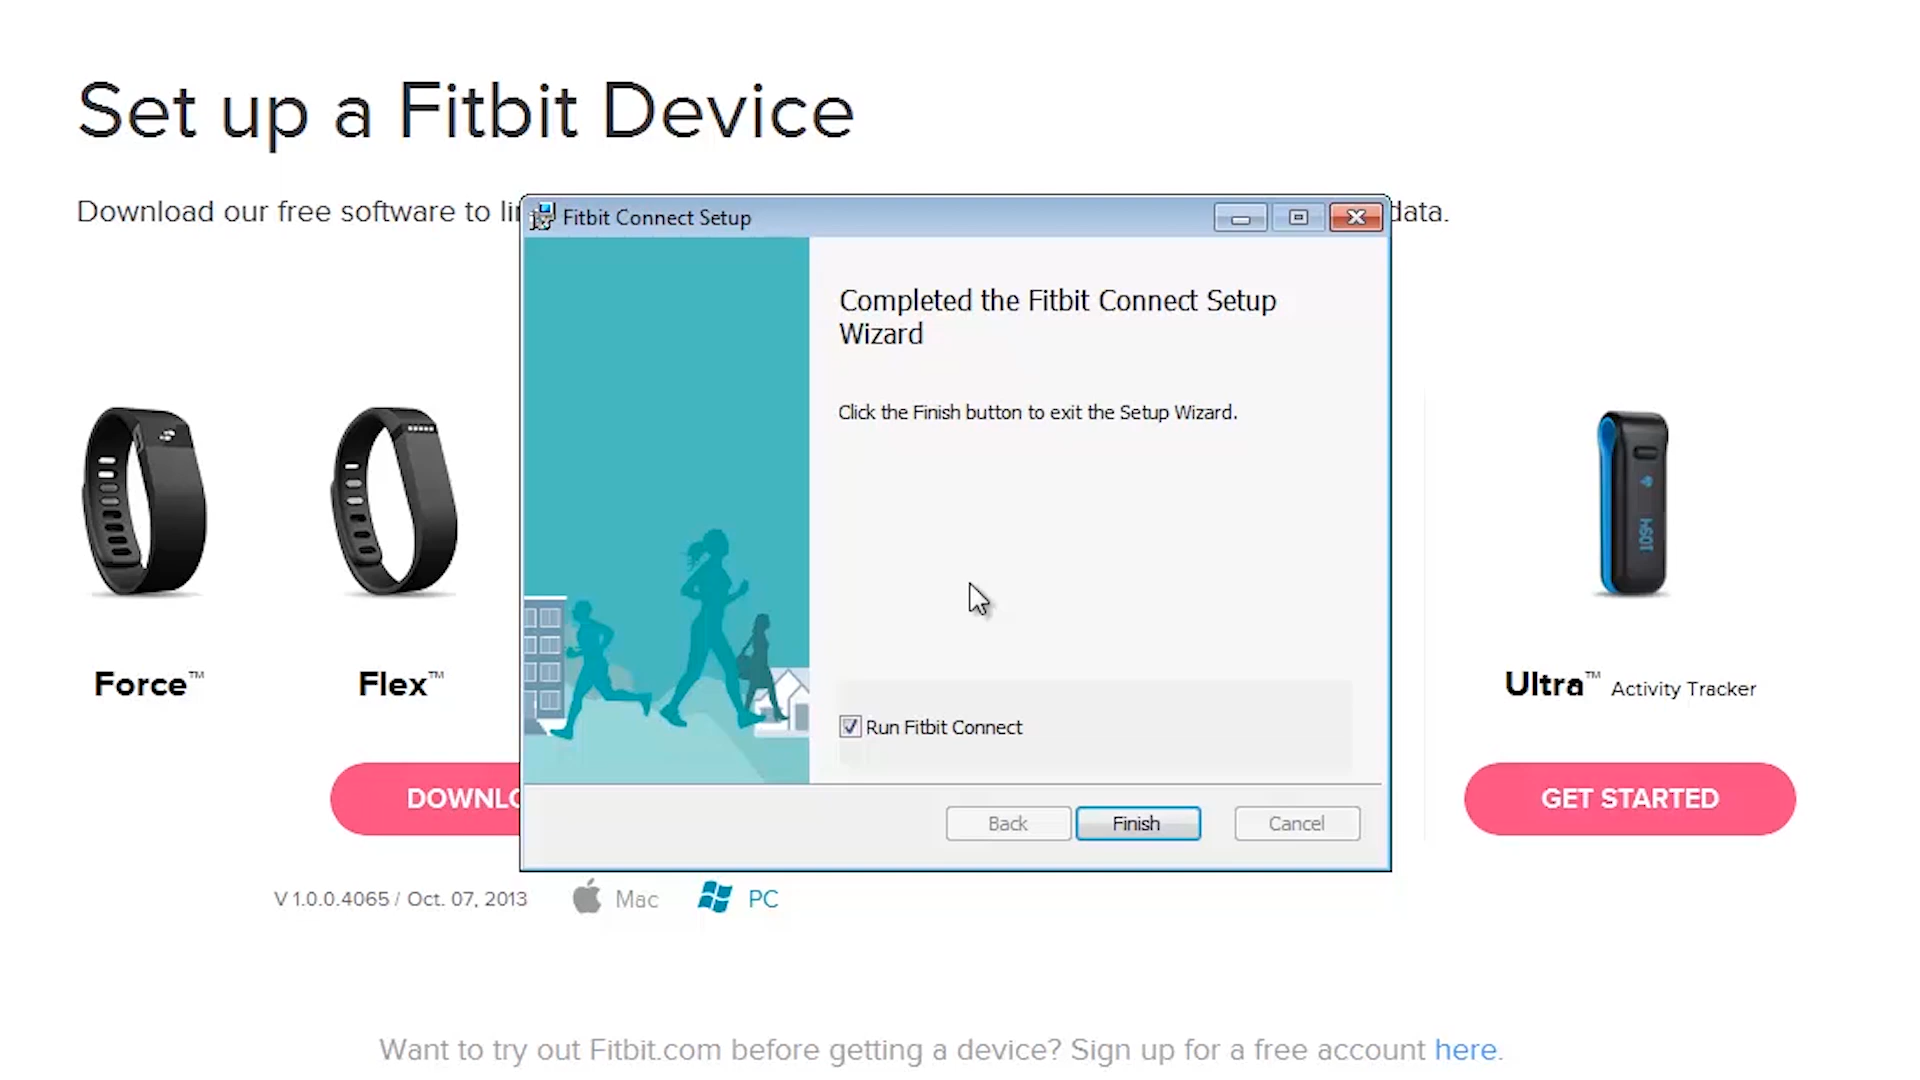 Set up a Fitbit Device
Download our free software to li
data.
Fitbit Connect Setup
Completed the Fitbit Connect Setup
Wizard
Click the Finish button to exit the Setup Wizard.
Force™
Flex™
Ultra™ Activity Tracker
Run Fitbit Connect
DOWNLO
GET STARTED
Back
Finish
Cancel
V 1.0.0.4065 / Oct. 07, 2013
Mac
PC
Want to try out Fitbit.com before getting a device? Sign up for a free account here.